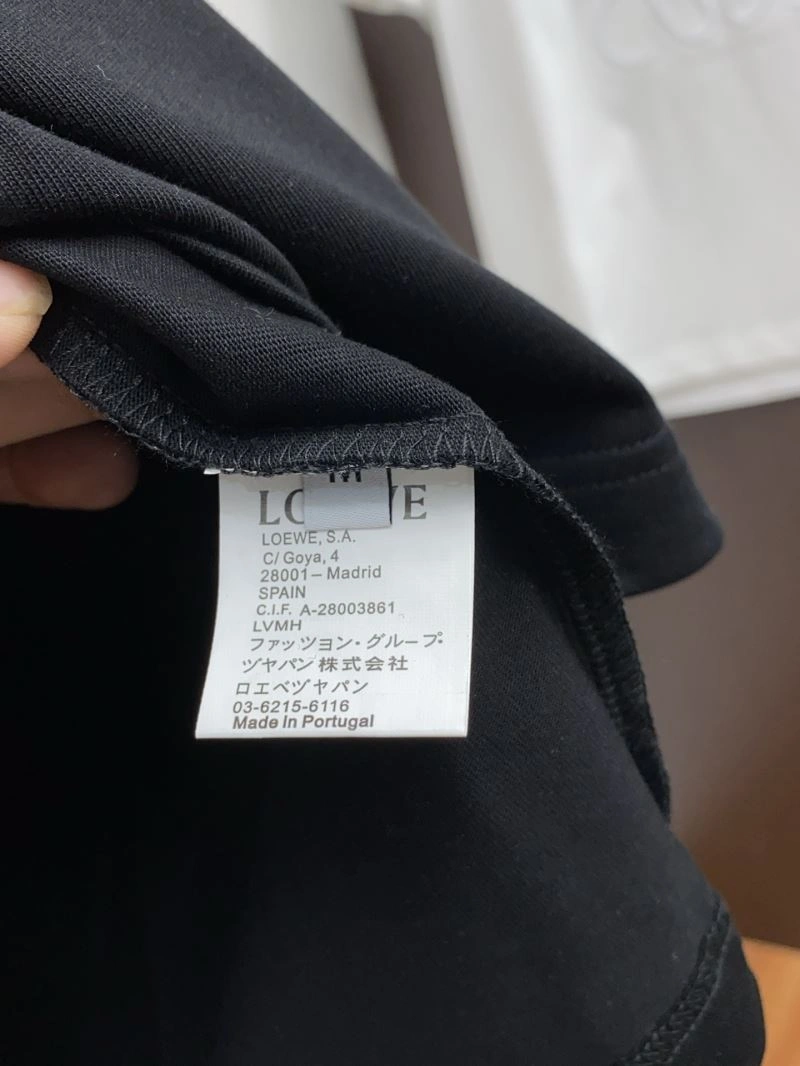 M
LOEWE
LOEWE, S.A.
C/ Goya, 4
28001–Madrid
SPAIN
C.I.F. A-28003861
LVMH
ファッツョン·グループ·
ヅヤパン株式会社
ロエベヅヤパン
03-6215-6116
Made In Portugal